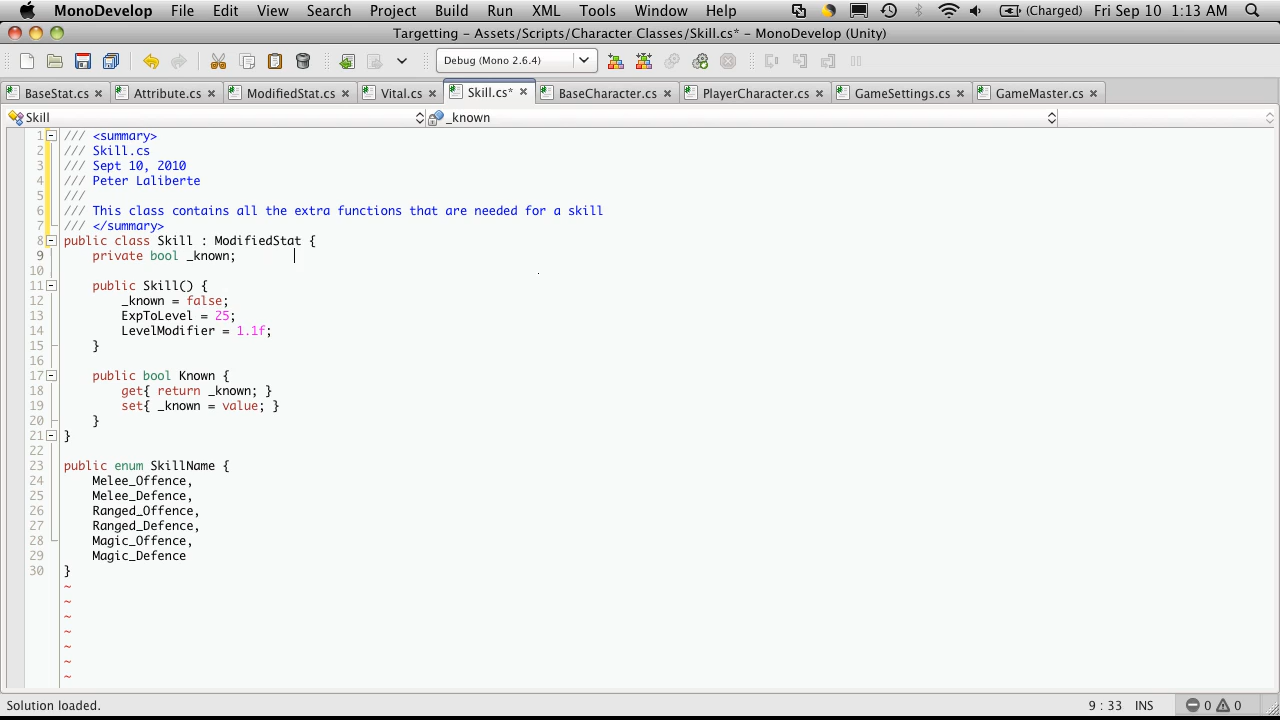 MonoDevelop File Edit View Search Project Build Run XML Tools Window Help (Charged) Fri Sep 10 1:13 AM
Targetting - Assets/Scripts/Character Classes/Skill.cs* - MonoDevelop (Unity)
Debug (Mono 2.6.4)
BaseStat.cs Attribute.cs ModifiedStat.cs Vital.cs Skill.cs* BaseCharacter.cs PlayerCharacter.cs GameSettings.cs GameMaster.cs
Skill _known
1 /// <summary>
2 /// Skill.cs
3 /// Sept 10, 2010
4 /// Peter Laliberte
5 ///
6 /// This class contains all the extra functions that are needed for a skill
7 /// </summary>
8 public class Skill : ModifiedStat {
9 private bool _known;
10
11 public Skill() {
12 _known = false;
13 ExpToLevel = 25;
14 LevelModifier = 1.1f;
15 }
16
17 public bool Known {
18 get{ return _known; }
19 set{ _known = value; }
20 }
21 }
22
23 public enum SkillName {
24 Melee_Offence,
25 Melee_Defence,
26 Ranged_Offence,
27 Ranged_Defence,
28 Magic_Offence,
29 Magic_Defence
30 }
~
~
~
~
~
~
~
Solution loaded. 9 : 33 INS 0 0